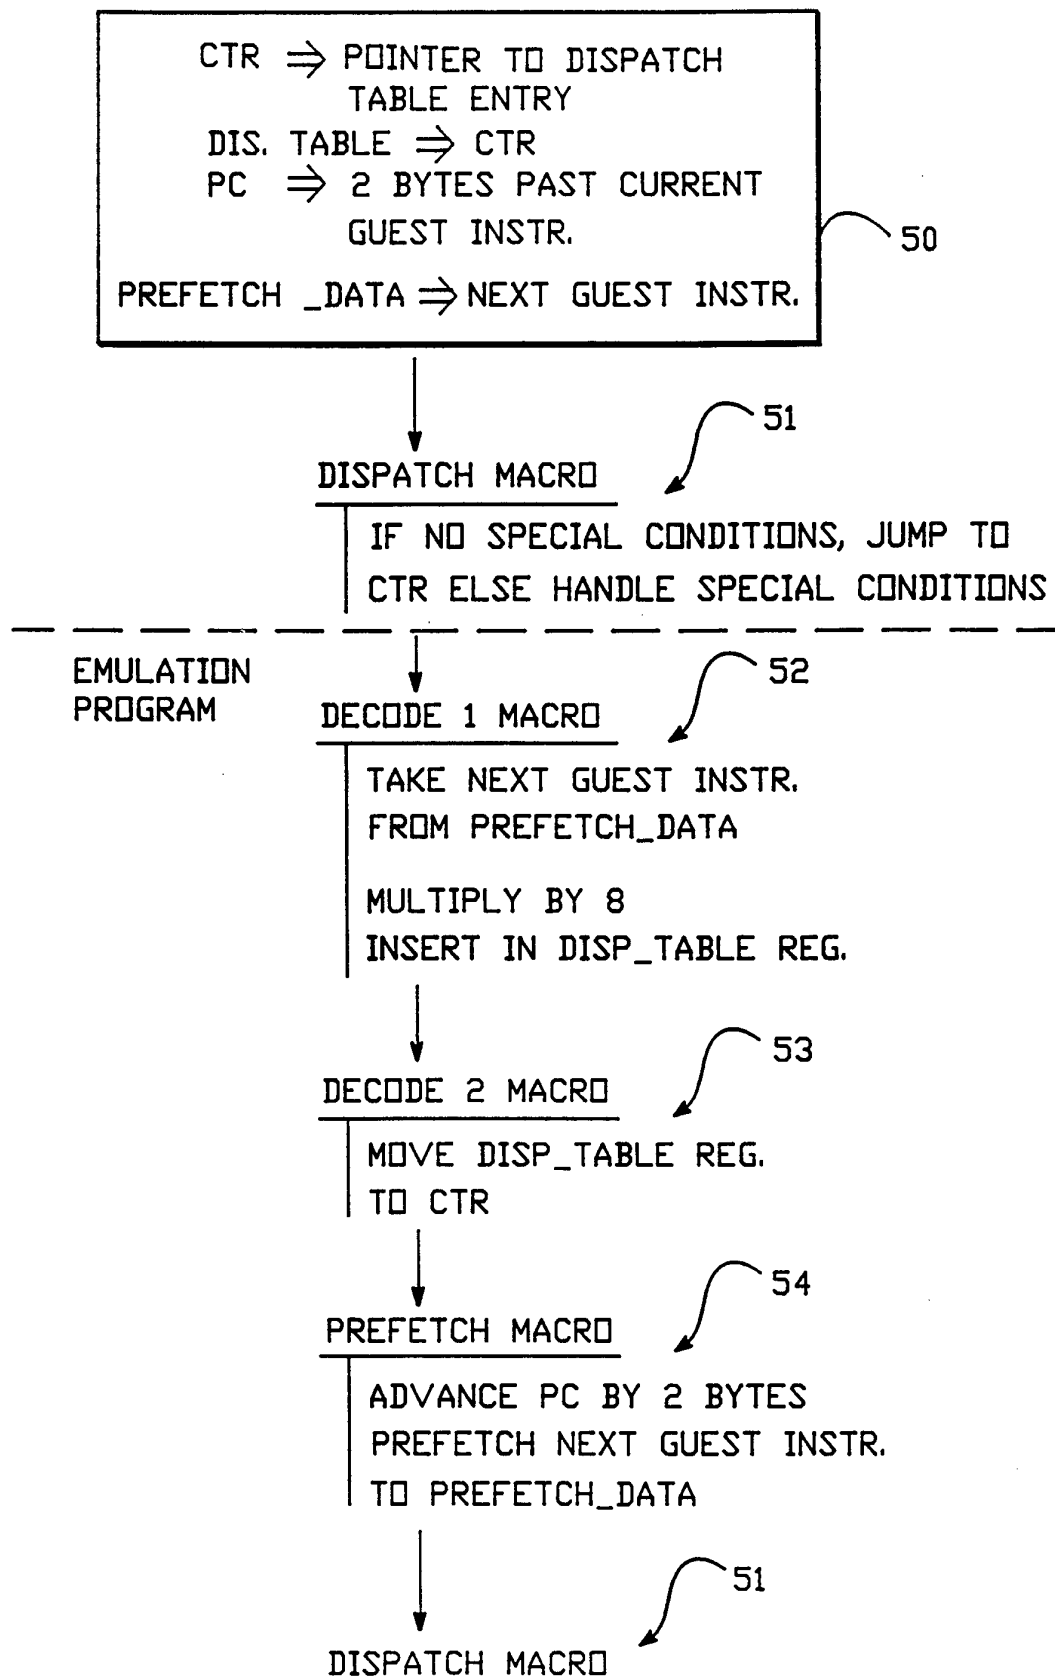 CTR ⇒ POINTER TO DISPATCH
TABLE ENTRY
DIS. TABLE ⇒ CTR
PC ⇒ 2 BYTES PAST CURRENT
GUEST INSTR.
PREFETCH _DATA ⇒ NEXT GUEST INSTR.
50
51
DISPATCH MACRO
IF NO SPECIAL CONDITIONS, JUMP TO
CTR ELSE HANDLE SPECIAL CONDITIONS
EMULATION
PROGRAM
52
DECODE 1 MACRO
TAKE NEXT GUEST INSTR.
FROM PREFETCH_DATA
MULTIPLY BY 8
INSERT IN DISP_TABLE REG.
53
DECODE 2 MACRO
MOVE DISP_TABLE REG.
TO CTR
54
PREFETCH MACRO
ADVANCE PC BY 2 BYTES
PREFETCH NEXT GUEST INSTR.
TO PREFETCH_DATA
51
DISPATCH MACRO